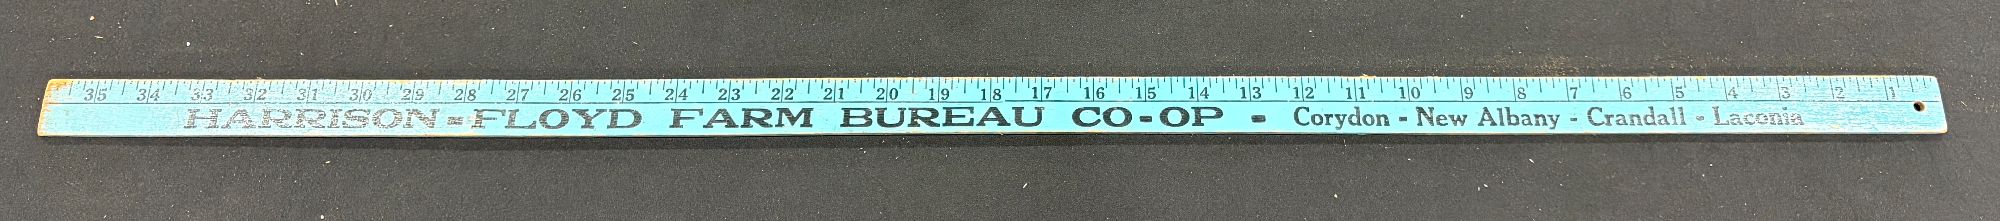 35 34 33 32 31 30 29 28 27 26 25 24 23 22 21 20 19 18 17 16 15 14 13 12 11 10 9 8 7 6 5 4 3 2 1
HARRISON-FLOYD FARM BUREAU CO-OP - Corydon - New Albany - Crandall - Laconia